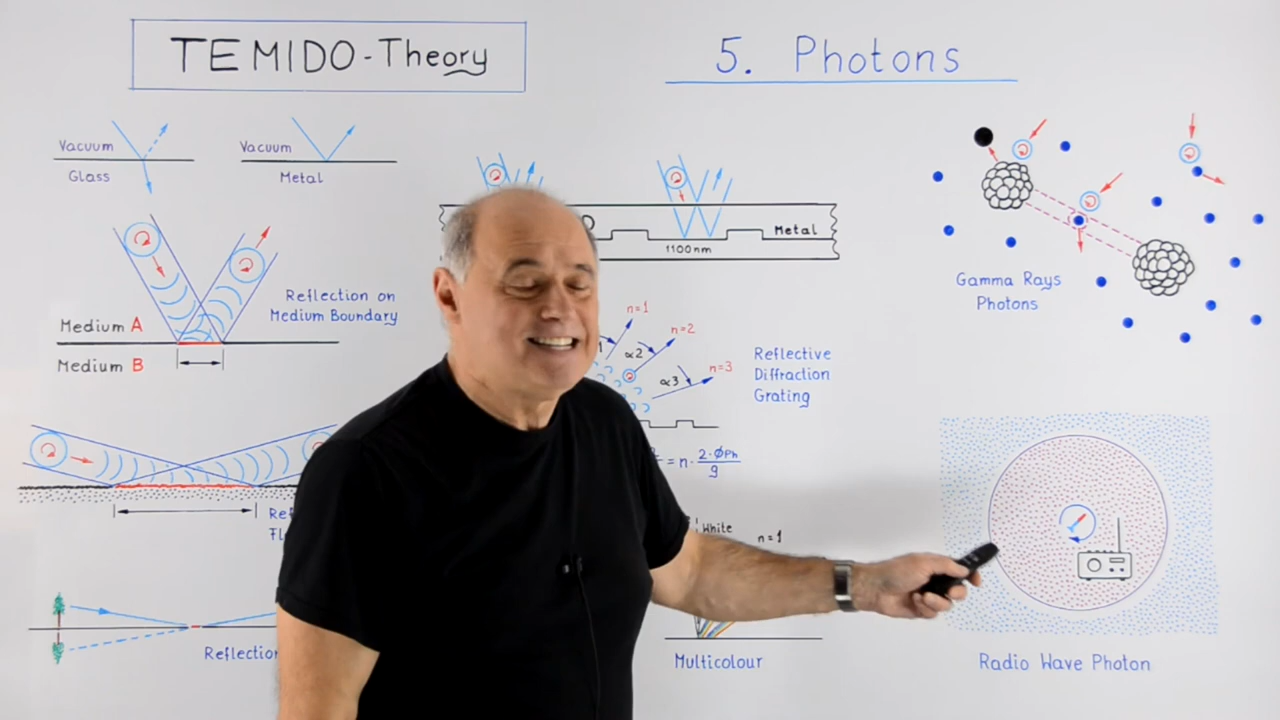 TEMIDO-Theory
5. Photons
Vacuum
Glass
Vacuum
Metal
Metal
1100nm
Gamma Rays
Photons
Reflection on
Medium Boundary
Medium A
Medium B
n=1
n=2
n=3
α2
α3
Reflective
Diffraction
Grating
= n · 2·ØPh
g
White
n=1
Reflection
Multicolour
Radio Wave Photon